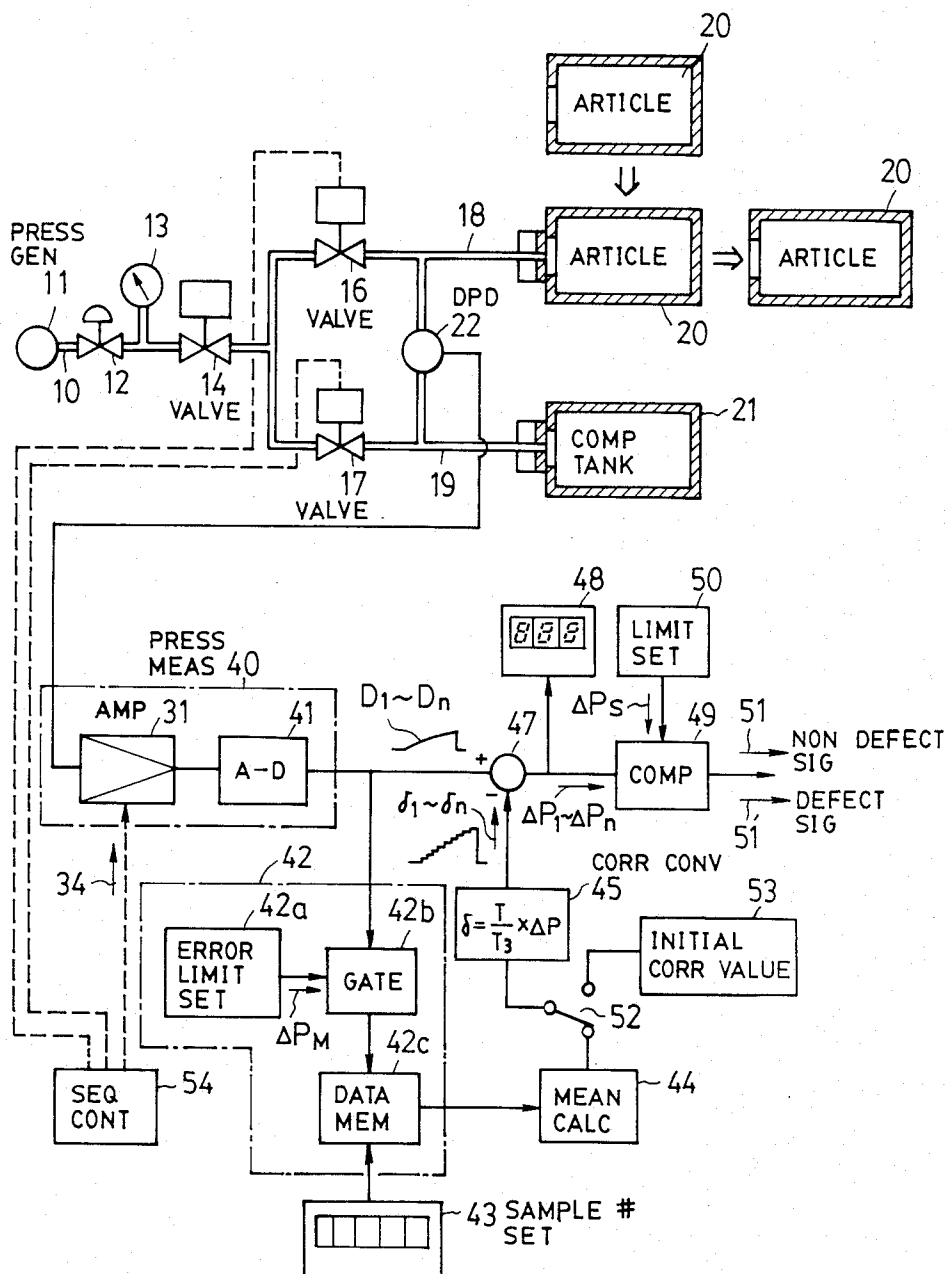 20
ARTICLE
20
PRESS
GEN
11
13
18
ARTICLE
ARTICLE
16
VALVE
DPD
22
20
10
12
14
VALVE
21
COMP
TANK
17
VALVE
19
48
50
888
LIMIT
SET
PRESS
MEAS 40
D1~Dn
ΔPS
49
51
AMP
31
41
47
NON DEFECT
SIG
A-D
+
COMP
−
δ1~δn
ΔP1~ΔPn
51'
DEFECT
SIG
34
42
CORR CONV
45
53
42a
42b
δ=T/T3×ΔP
INITIAL
CORR VALUE
ERROR
LIMIT
SET
GATE
ΔPM
52
42c
54
SEQ
CONT
DATA
MEM
MEAN
CALC
44
43 SAMPLE #
SET